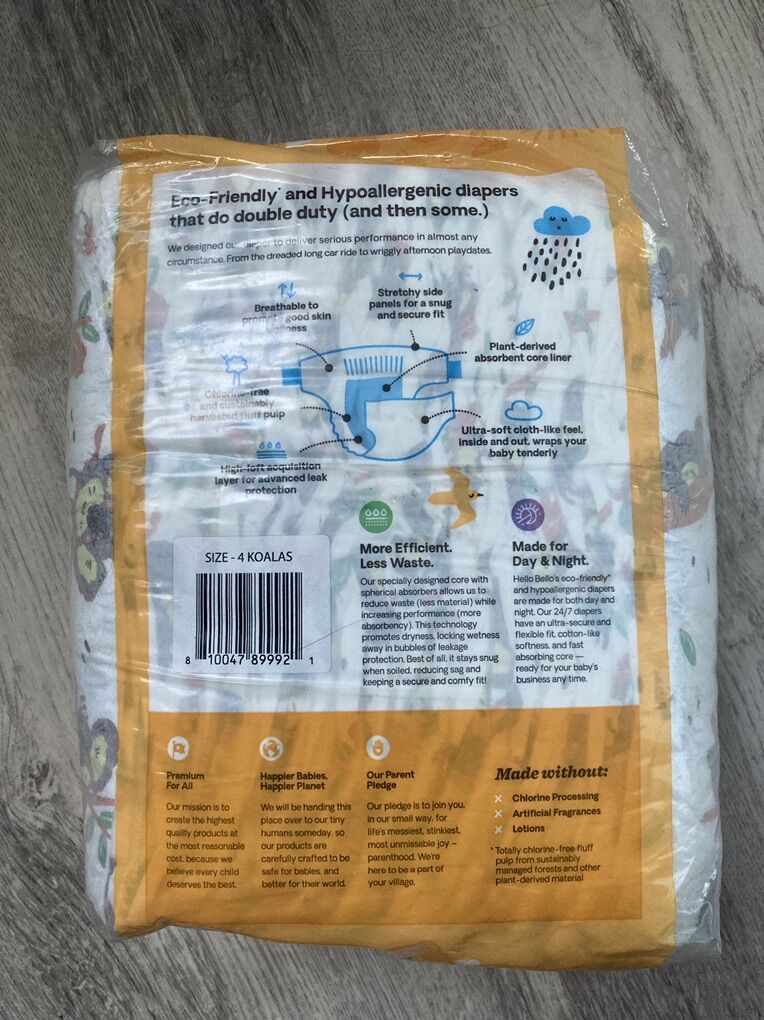 Eco-Friendly* and Hypoallergenic diapers
that do double duty (and then some.)
We designed our diaper to deliver serious performance in almost any
circumstance. From the dreaded long car ride to wriggly afternoon playdates.
Breathable to
promote good skin
wellness
Stretchy side
panels for a snug
and secure fit
Plant-derived
absorbent core liner
Chlorine-free
and sustainably
harvested fluff pulp
Ultra-soft cloth-like feel,
inside and out, wraps your
baby tenderly
High-loft acquisition
layer for advanced leak
protection
SIZE - 4 KOALAS
8 10047 89992 1
More Efficient.
Less Waste.
Our specially designed core with
spherical absorbers allows us to
reduce waste (less material) while
increasing performance (more
absorbency). This technology
promotes dryness, locking wetness
away in bubbles of leakage
protection. Best of all, it stays snug
when soiled, reducing sag and
keeping a secure and comfy fit!
Made for
Day & Night.
Hello Bello's eco-friendly*
and hypoallergenic diapers
are made for both day and
night. Our 24/7 diapers
have an ultra-secure and
flexible fit, cotton-like
softness, and fast
absorbing core —
ready for your baby's
business any time.
Premium
For All
Our mission is to
create the highest
quality products at
the most reasonable
cost, because we
believe every child
deserves the best.
Happier Babies,
Happier Planet
We will be handing this
place over to our tiny
humans someday, so
our products are
carefully crafted to be
safe for babies, and
better for their world.
Our Parent
Pledge
Our pledge is to join you,
in our small way, for
life's messiest, stinkiest,
most unmissable joy –
parenthood. We're
here to be a part of
your village.
Made without:
Chlorine Processing
Artificial Fragrances
Lotions
* Totally chlorine-free fluff
pulp from sustainably
managed forests and other
plant-derived material